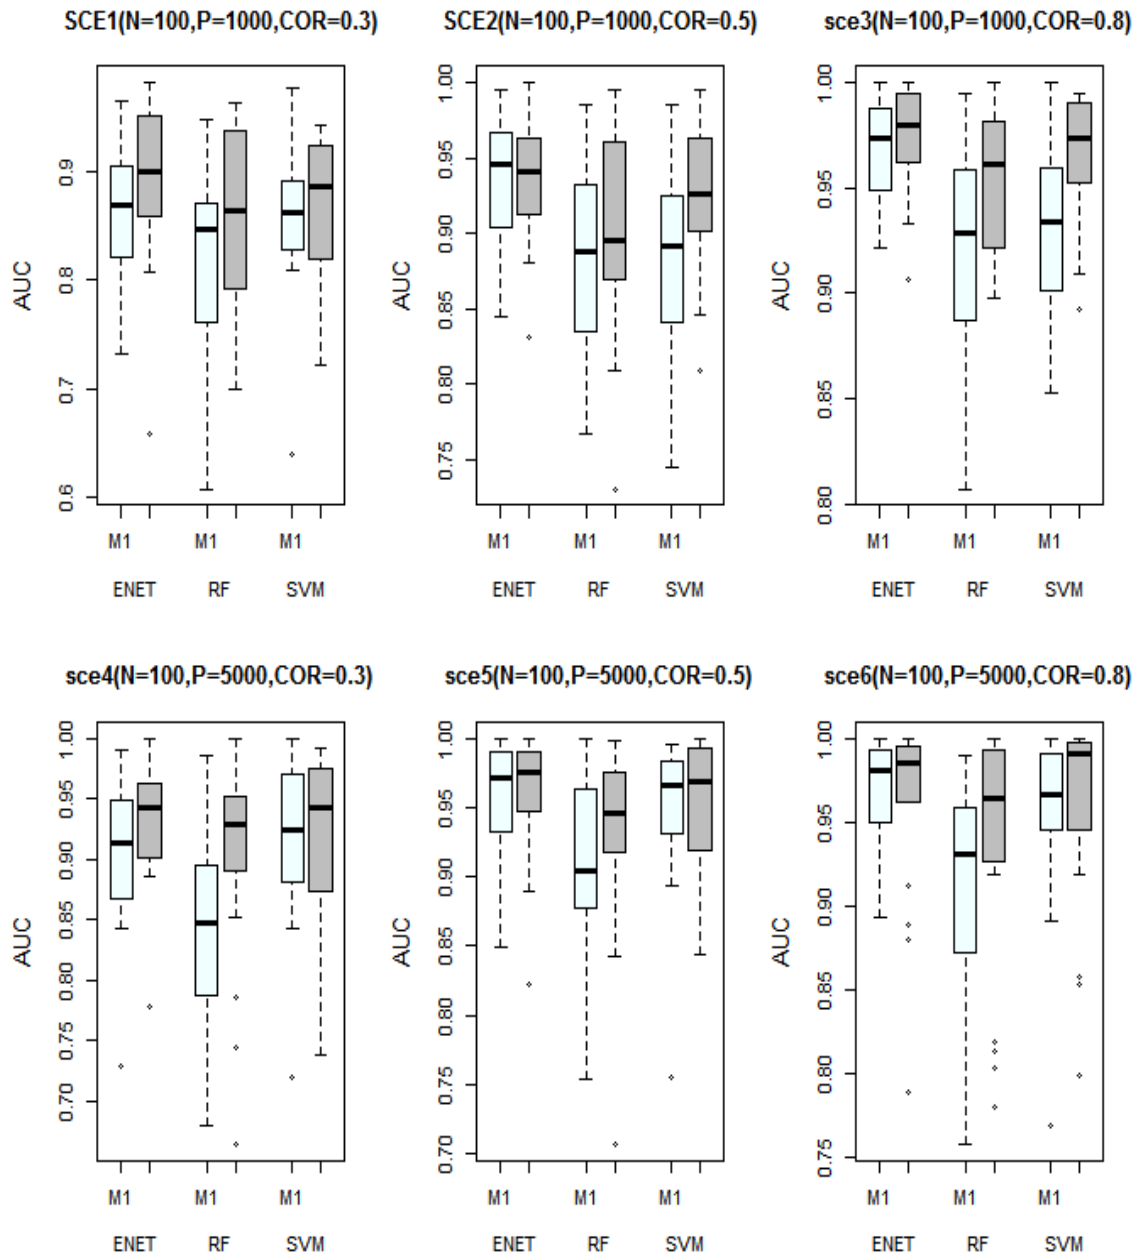 SCE1(N=100,P=1000,COR=0.3)
SCE2(N=100,P=1000,COR=0.5)
sce3(N=100,P=1000,COR=0.8)
AUC
0.9
0.8
0.7
0.6
M1 M1 M1
ENET RF SVM
AUC
1.00
0.95
0.90
0.85
0.80
0.75
M1 M1 M1
ENET RF SVM
AUC
1.00
0.95
0.90
0.85
0.80
M1 M1 M1
ENET RF SVM
sce4(N=100,P=5000,COR=0.3)
sce5(N=100,P=5000,COR=0.5)
sce6(N=100,P=5000,COR=0.8)
AUC
1.00
0.95
0.90
0.85
0.80
0.75
0.70
M1 M1 M1
ENET RF SVM
AUC
1.00
0.95
0.90
0.85
0.80
0.75
0.70
M1 M1 M1
ENET RF SVM
AUC
1.00
0.95
0.90
0.85
0.80
0.75
M1 M1 M1
ENET RF SVM